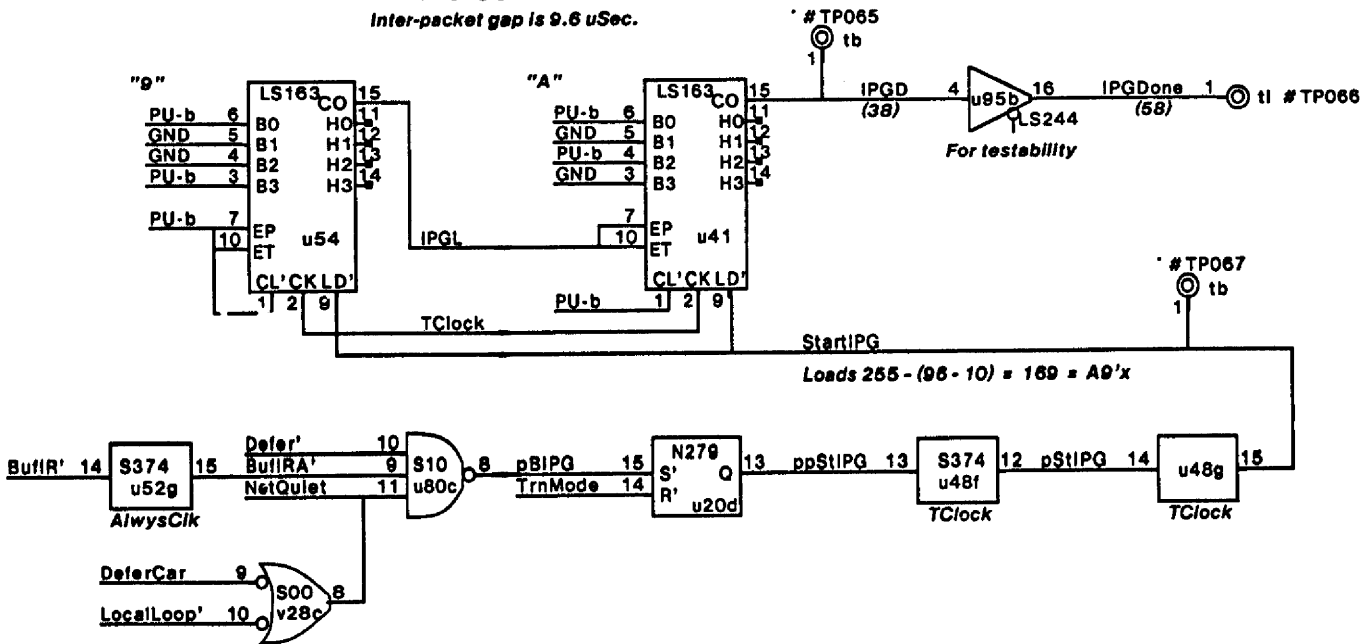 Inter-packet gap is 9.6 uSec.
# TP065
tb
1
"9"
LS163
CO
15
PU-b 6 B0
GND 5 B1
GND 4 B2
PU-b 3 B3
H0 11
H1 12
H2 13
H3 14
PU-b 7 EP
10 ET
u54
CL' CK LD'
1 2 9
IPGL
"A"
LS163
CO
15
PU-b 6 B0
GND 5 B1
PU-b 4 B2
GND 3 B3
H0 11
H1 12
H2 13
H3 14
7 EP
10 ET
u41
CL' CK LD'
PU-b 1 2 9
TClock
IPGD
(38)
4 u95b 16
LS244
For testability
IPGDone
(58)
1 tl # TP066
# TP067
tb
1
StartIPG
Loads 255 - (96 - 10) = 169 = A9'x
BufIR' 14 S374 15
u52g
AlwysClk
Defer' 10
BufIRA' 9
NetQuiet 11
S10
u80c
8 pBIPG 15
TrnMode 14
N279
S' Q
R'
u20d
13 ppStIPG 13
S374
u48f
TClock
12 pStIPG 14
u48g
15
TClock
DeferCar 9
LocalLoop' 10
S00
v28c
8